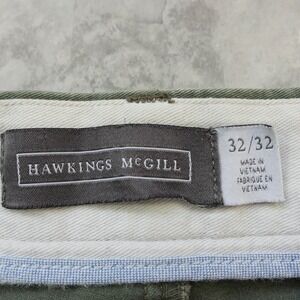 HAWKINGS McGILL
32/32
MADE IN
VIETNAM
FABRIQUÉ EN
VIETNAM